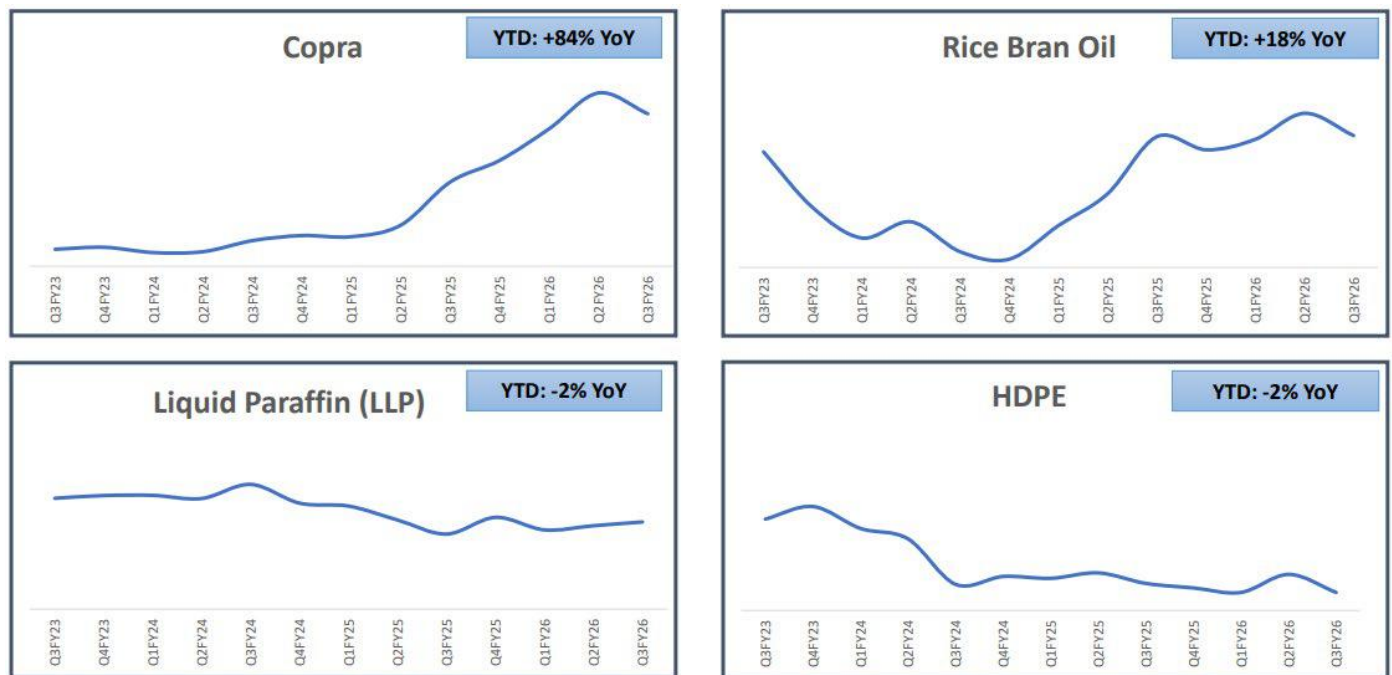 Copra
YTD: +84% YoY
Q3FY23 Q4FY23 Q1FY24 Q2FY24 Q3FY24 Q4FY24 Q1FY25 Q2FY25 Q3FY25 Q4FY25 Q1FY26 Q2FY26 Q3FY26
Rice Bran Oil
YTD: +18% YoY
Q3FY23 Q4FY23 Q1FY24 Q2FY24 Q3FY24 Q4FY24 Q1FY25 Q2FY25 Q3FY25 Q4FY25 Q1FY26 Q2FY26 Q3FY26
Liquid Paraffin (LLP)
YTD: -2% YoY
Q3FY23 Q4FY23 Q1FY24 Q2FY24 Q3FY24 Q4FY24 Q1FY25 Q2FY25 Q3FY25 Q4FY25 Q1FY26 Q2FY26 Q3FY26
HDPE
YTD: -2% YoY
Q3FY23 Q4FY23 Q1FY24 Q2FY24 Q3FY24 Q4FY24 Q1FY25 Q2FY25 Q3FY25 Q4FY25 Q1FY26 Q2FY26 Q3FY26